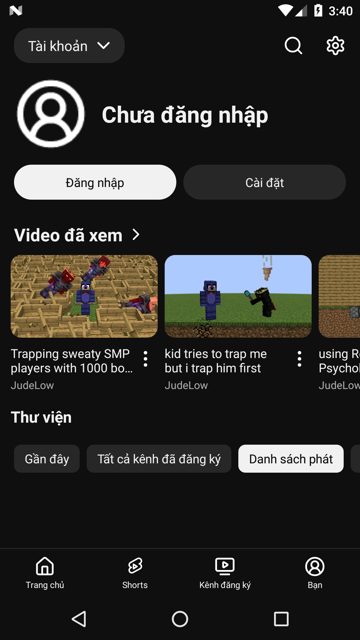 3:40
Tài khoản
Chưa đăng nhập
Đăng nhập
Cài đặt
Video đã xem
Trapping sweaty SMP
players with 1000 bo...
JudeLow
kid tries to trap me
but i trap him first
JudeLow
using R
Psychol
JudeLow
Thư viện
Gần đây
Tất cả kênh đã đăng ký
Danh sách phát
Trang chủ
Shorts
Kênh đăng ký
Bạn